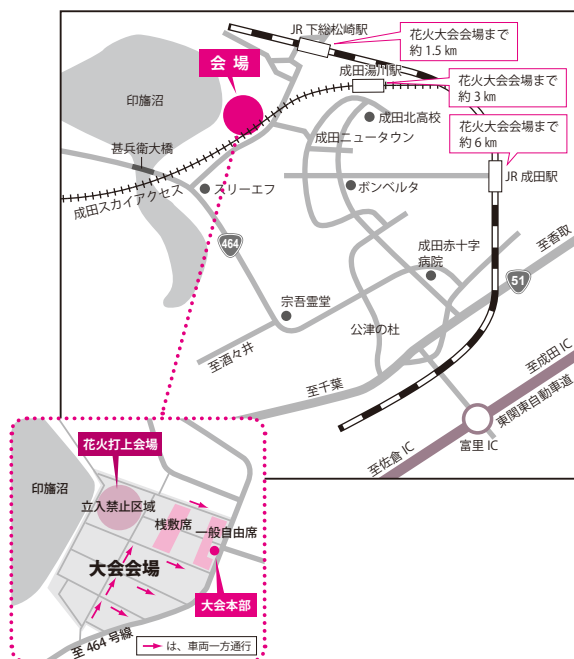 JR 下総松崎駅
花火大会会場まで
約 1.5 km
会 場
成田湯川駅
花火大会会場まで
約 3 km
印旛沼
成田北高校
成田ニュータウン
花火大会会場まで
約 6 km
甚兵衛大橋
JR 成田駅
スリーエフ
ボンベルタ
成田スカイアクセス
464
成田赤十字
病院
至香取
51
宗吾霊堂
公津の杜
至酒々井
至成田 IC
至千葉
東関東自動車道
富里 IC
至佐倉 IC
花火打上会場
印旛沼
立入禁止区域
桟敷席
一般自由席
大会会場
大会本部
至 464 号線
は、車両一方通行